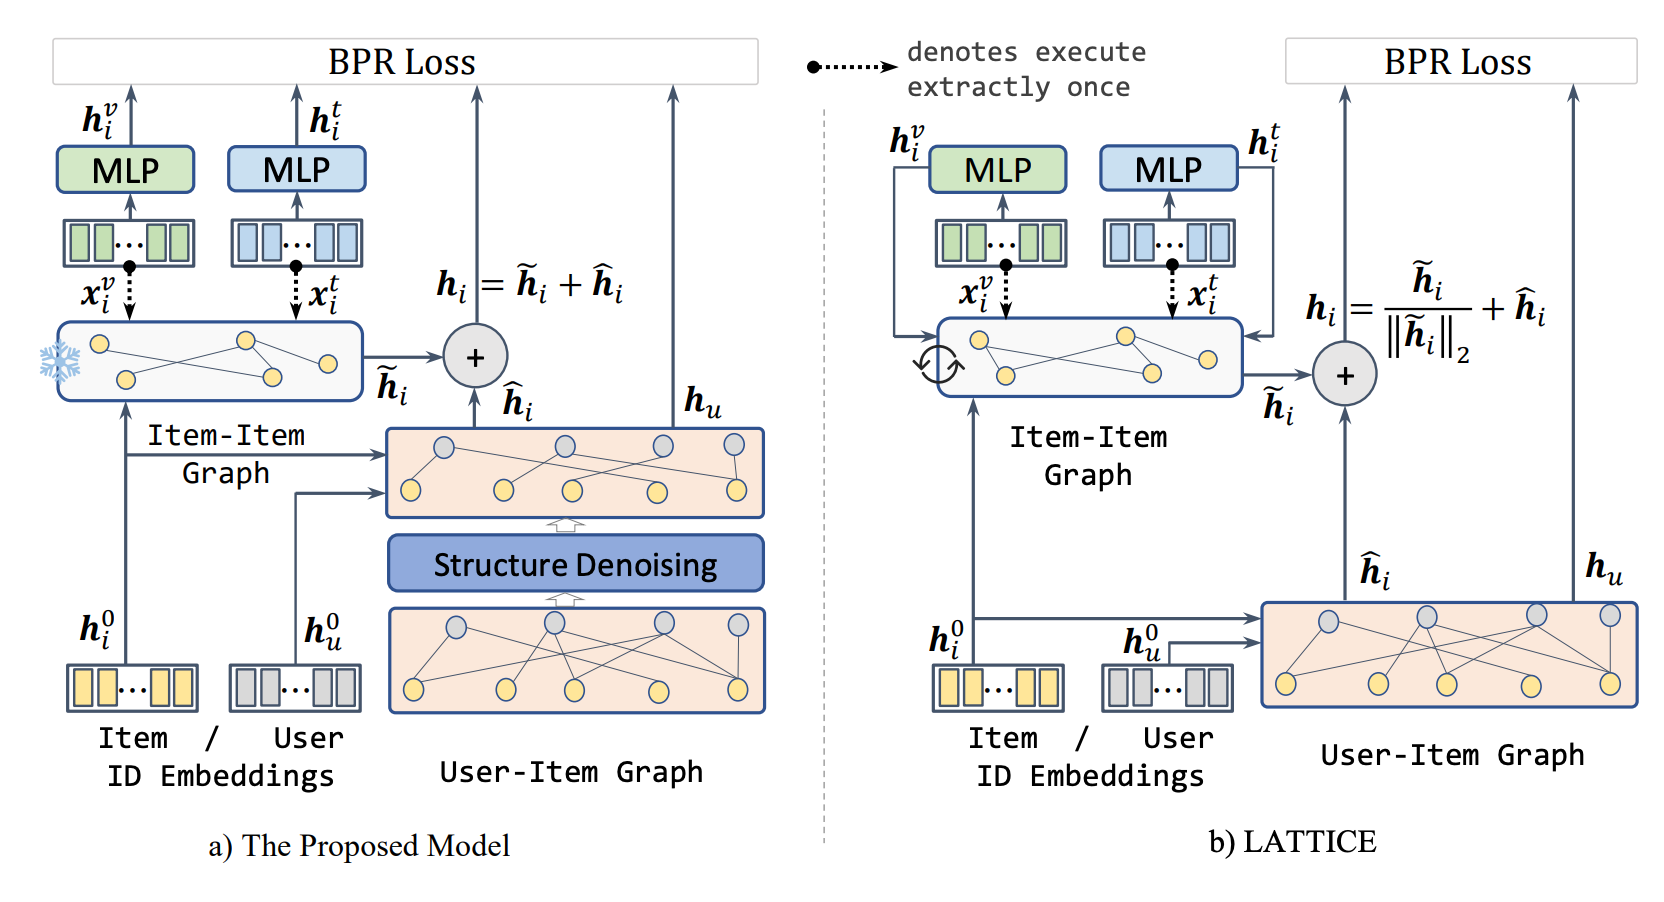 BPR Loss
h_i^v
h_i^t
MLP
MLP
...
...
x_i^v
x_i^t
h_i = h̃_i + ĥ_i
+
h̃_i
ĥ_i
h_u
Item-Item
Graph
Structure Denoising
h_i^0
h_u^0
...
...
Item / User
ID Embeddings
User-Item Graph
a) The Proposed Model
denotes execute
extractly once
BPR Loss
h_i^v
h_i^t
MLP
MLP
...
...
x_i^v
x_i^t
h_i = h̃_i / ||h̃_i||_2 + ĥ_i
+
h̃_i
Item-Item
Graph
ĥ_i
h_u
h_i^0
h_u^0
...
...
Item / User
ID Embeddings
User-Item Graph
b) LATTICE